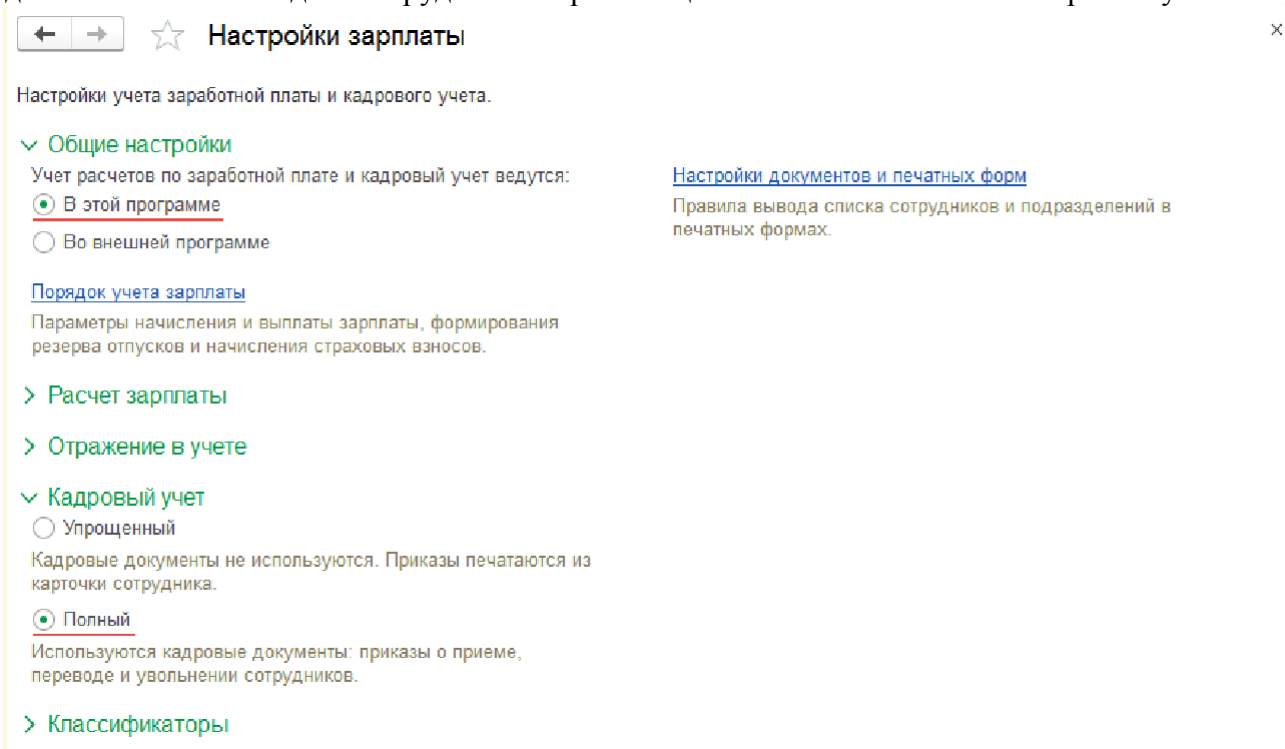 Настройки зарплаты
Настройки учета заработной платы и кадрового учета.
Общие настройки
Учет расчетов по заработной плате и кадровый учет ведутся:
В этой программе
Во внешней программе
Порядок учета зарплаты
Параметры начисления и выплаты зарплаты, формирования
резерва отпусков и начисления страховых взносов.
Настройки документов и печатных форм
Правила вывода списка сотрудников и подразделений в
печатных формах.
Расчет зарплаты
Отражение в учете
Кадровый учет
Упрощенный
Кадровые документы не используются. Приказы печатаются из
карточки сотрудника.
Полный
Используются кадровые документы: приказы о приеме,
переводе и увольнении сотрудников.
Классификаторы